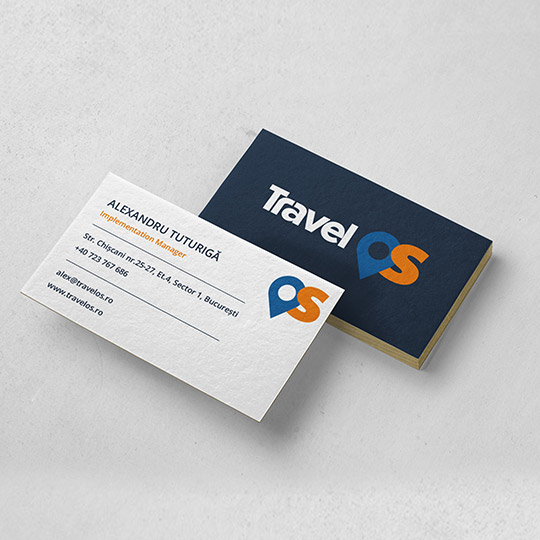 ALEXANDRU TUTURIGĂ
Implementation Manager
Str. Chișcani nr.25-27, Et.4, Sector 1, București
+40 723 767 686
alex@travelos.ro
www.travelos.ro
OS
Travel OS